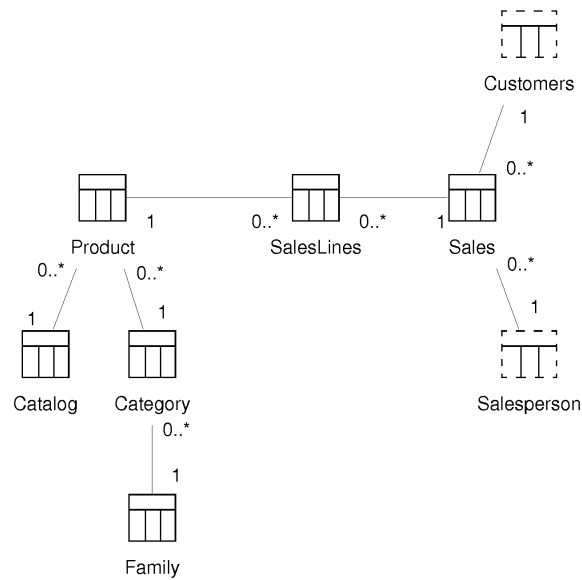 Customers
1
0..*
1
0..*
0..*
1
Product
SalesLines
Sales
0..*
0..*
0..*
1
1
1
Catalog
Category
Salesperson
0..*
1
Family